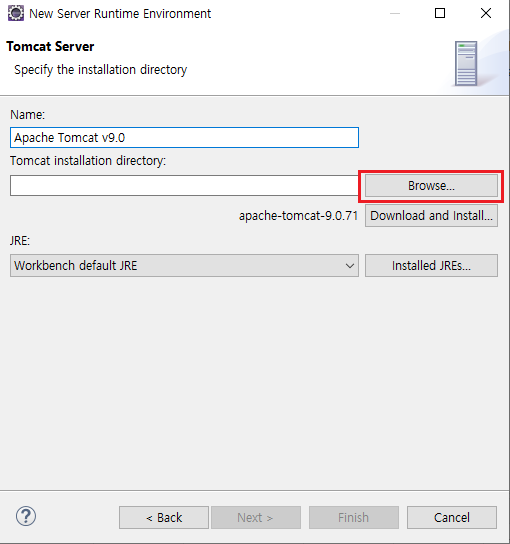 New Server Runtime Environment
Tomcat Server
Specify the installation directory
Name:
Apache Tomcat v9.0
Tomcat installation directory:
Browse...
apache-tomcat-9.0.71 Download and Install...
JRE:
Workbench default JRE Installed JREs...
? < Back Next > Finish Cancel